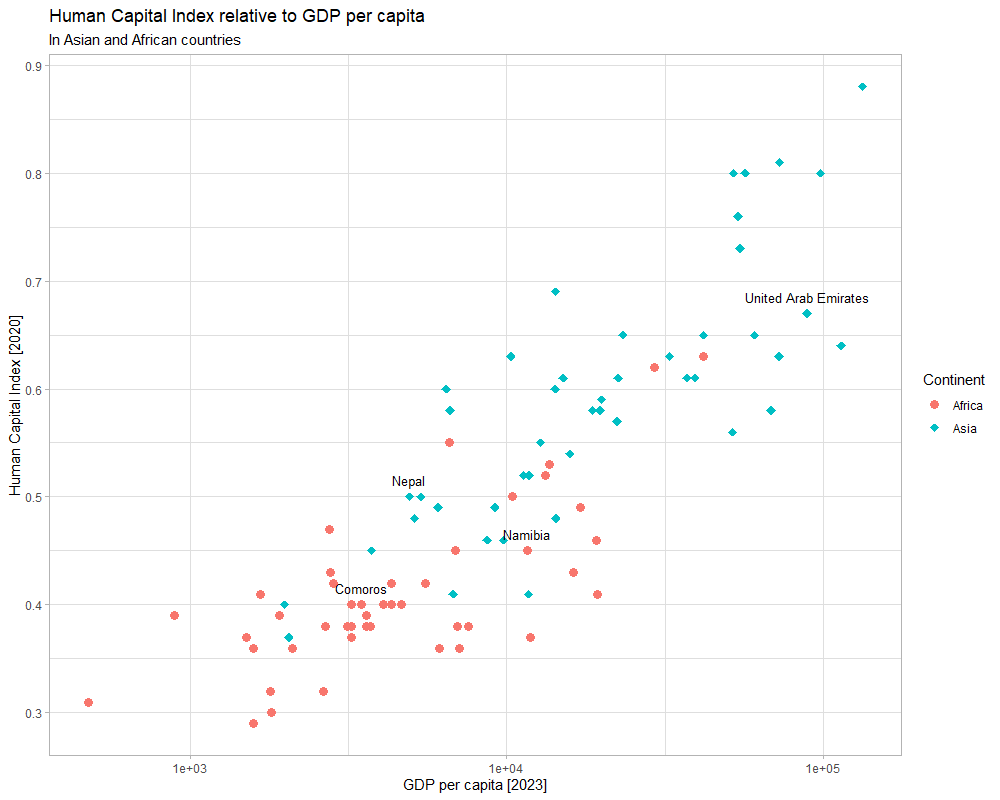 Human Capital Index relative to GDP per capita
In Asian and African countries
0.9
0.8
0.7
0.6
0.5
0.4
0.3
Human Capital Index [2020]
United Arab Emirates
Nepal
Namibia
Comoros
1e+03
1e+04
1e+05
GDP per capita [2023]
Continent
Africa
Asia